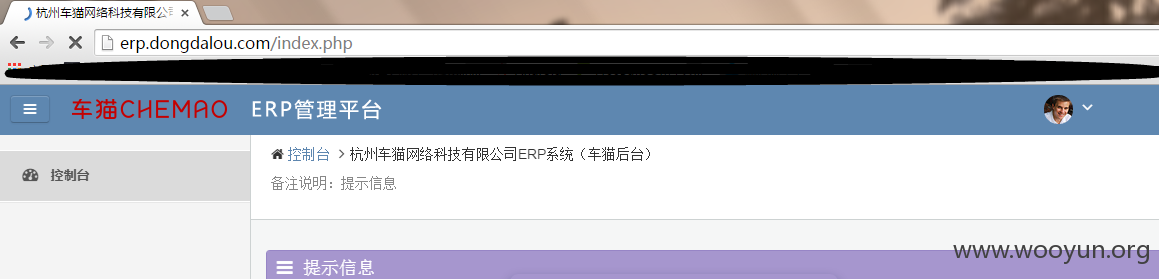 杭州车猫网络科技有限公司
erp.dongdalou.com/index.php
车猫CHEMAO ERP管理平台
控制台 > 杭州车猫网络科技有限公司ERP系统（车猫后台）
控制台
备注说明：提示信息
www.wooyun.org
提示信息